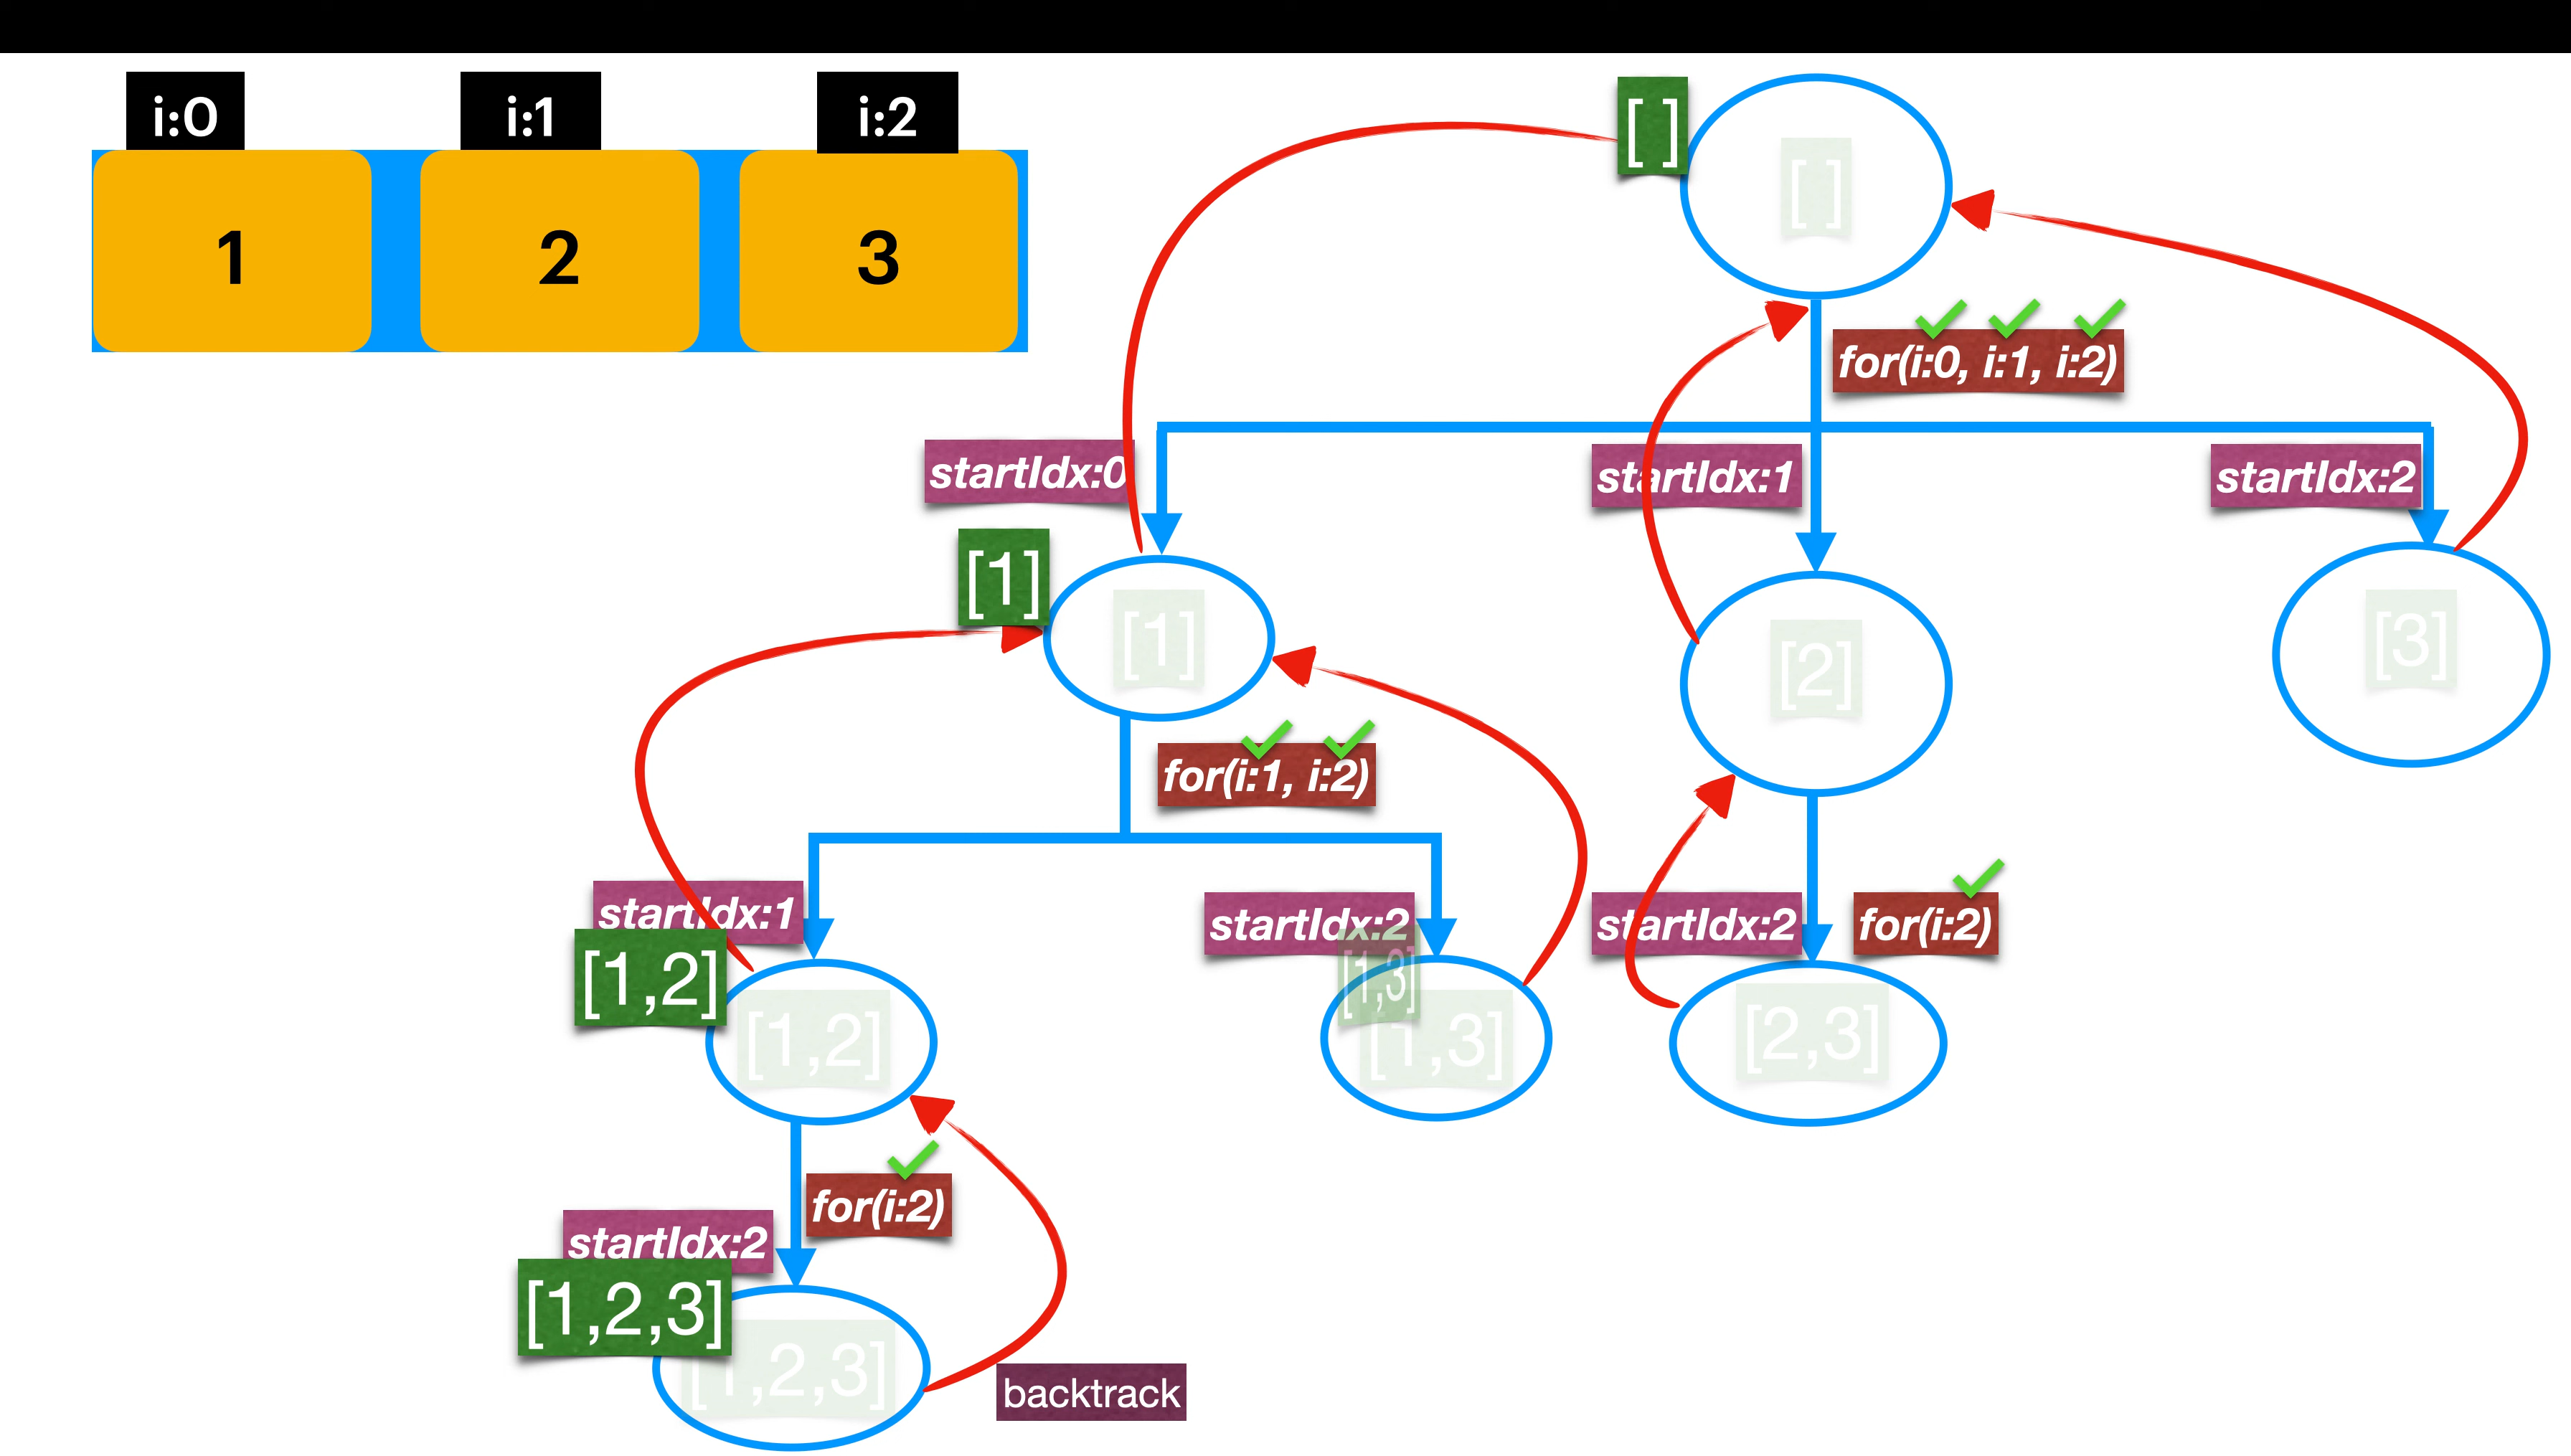 i:0
i:1
i:2
1
2
3
[ ]
[ ]
for(i:0, i:1, i:2)
startIdx:0
startIdx:1
startIdx:2
[1]
[1]
[2]
[3]
for(i:1, i:2)
startIdx:1
startIdx:2
startIdx:2
for(i:2)
[1,2]
[1,2]
[1,3]
[1,3]
[2,3]
for(i:2)
startIdx:2
[1,2,3]
[1,2,3]
backtrack